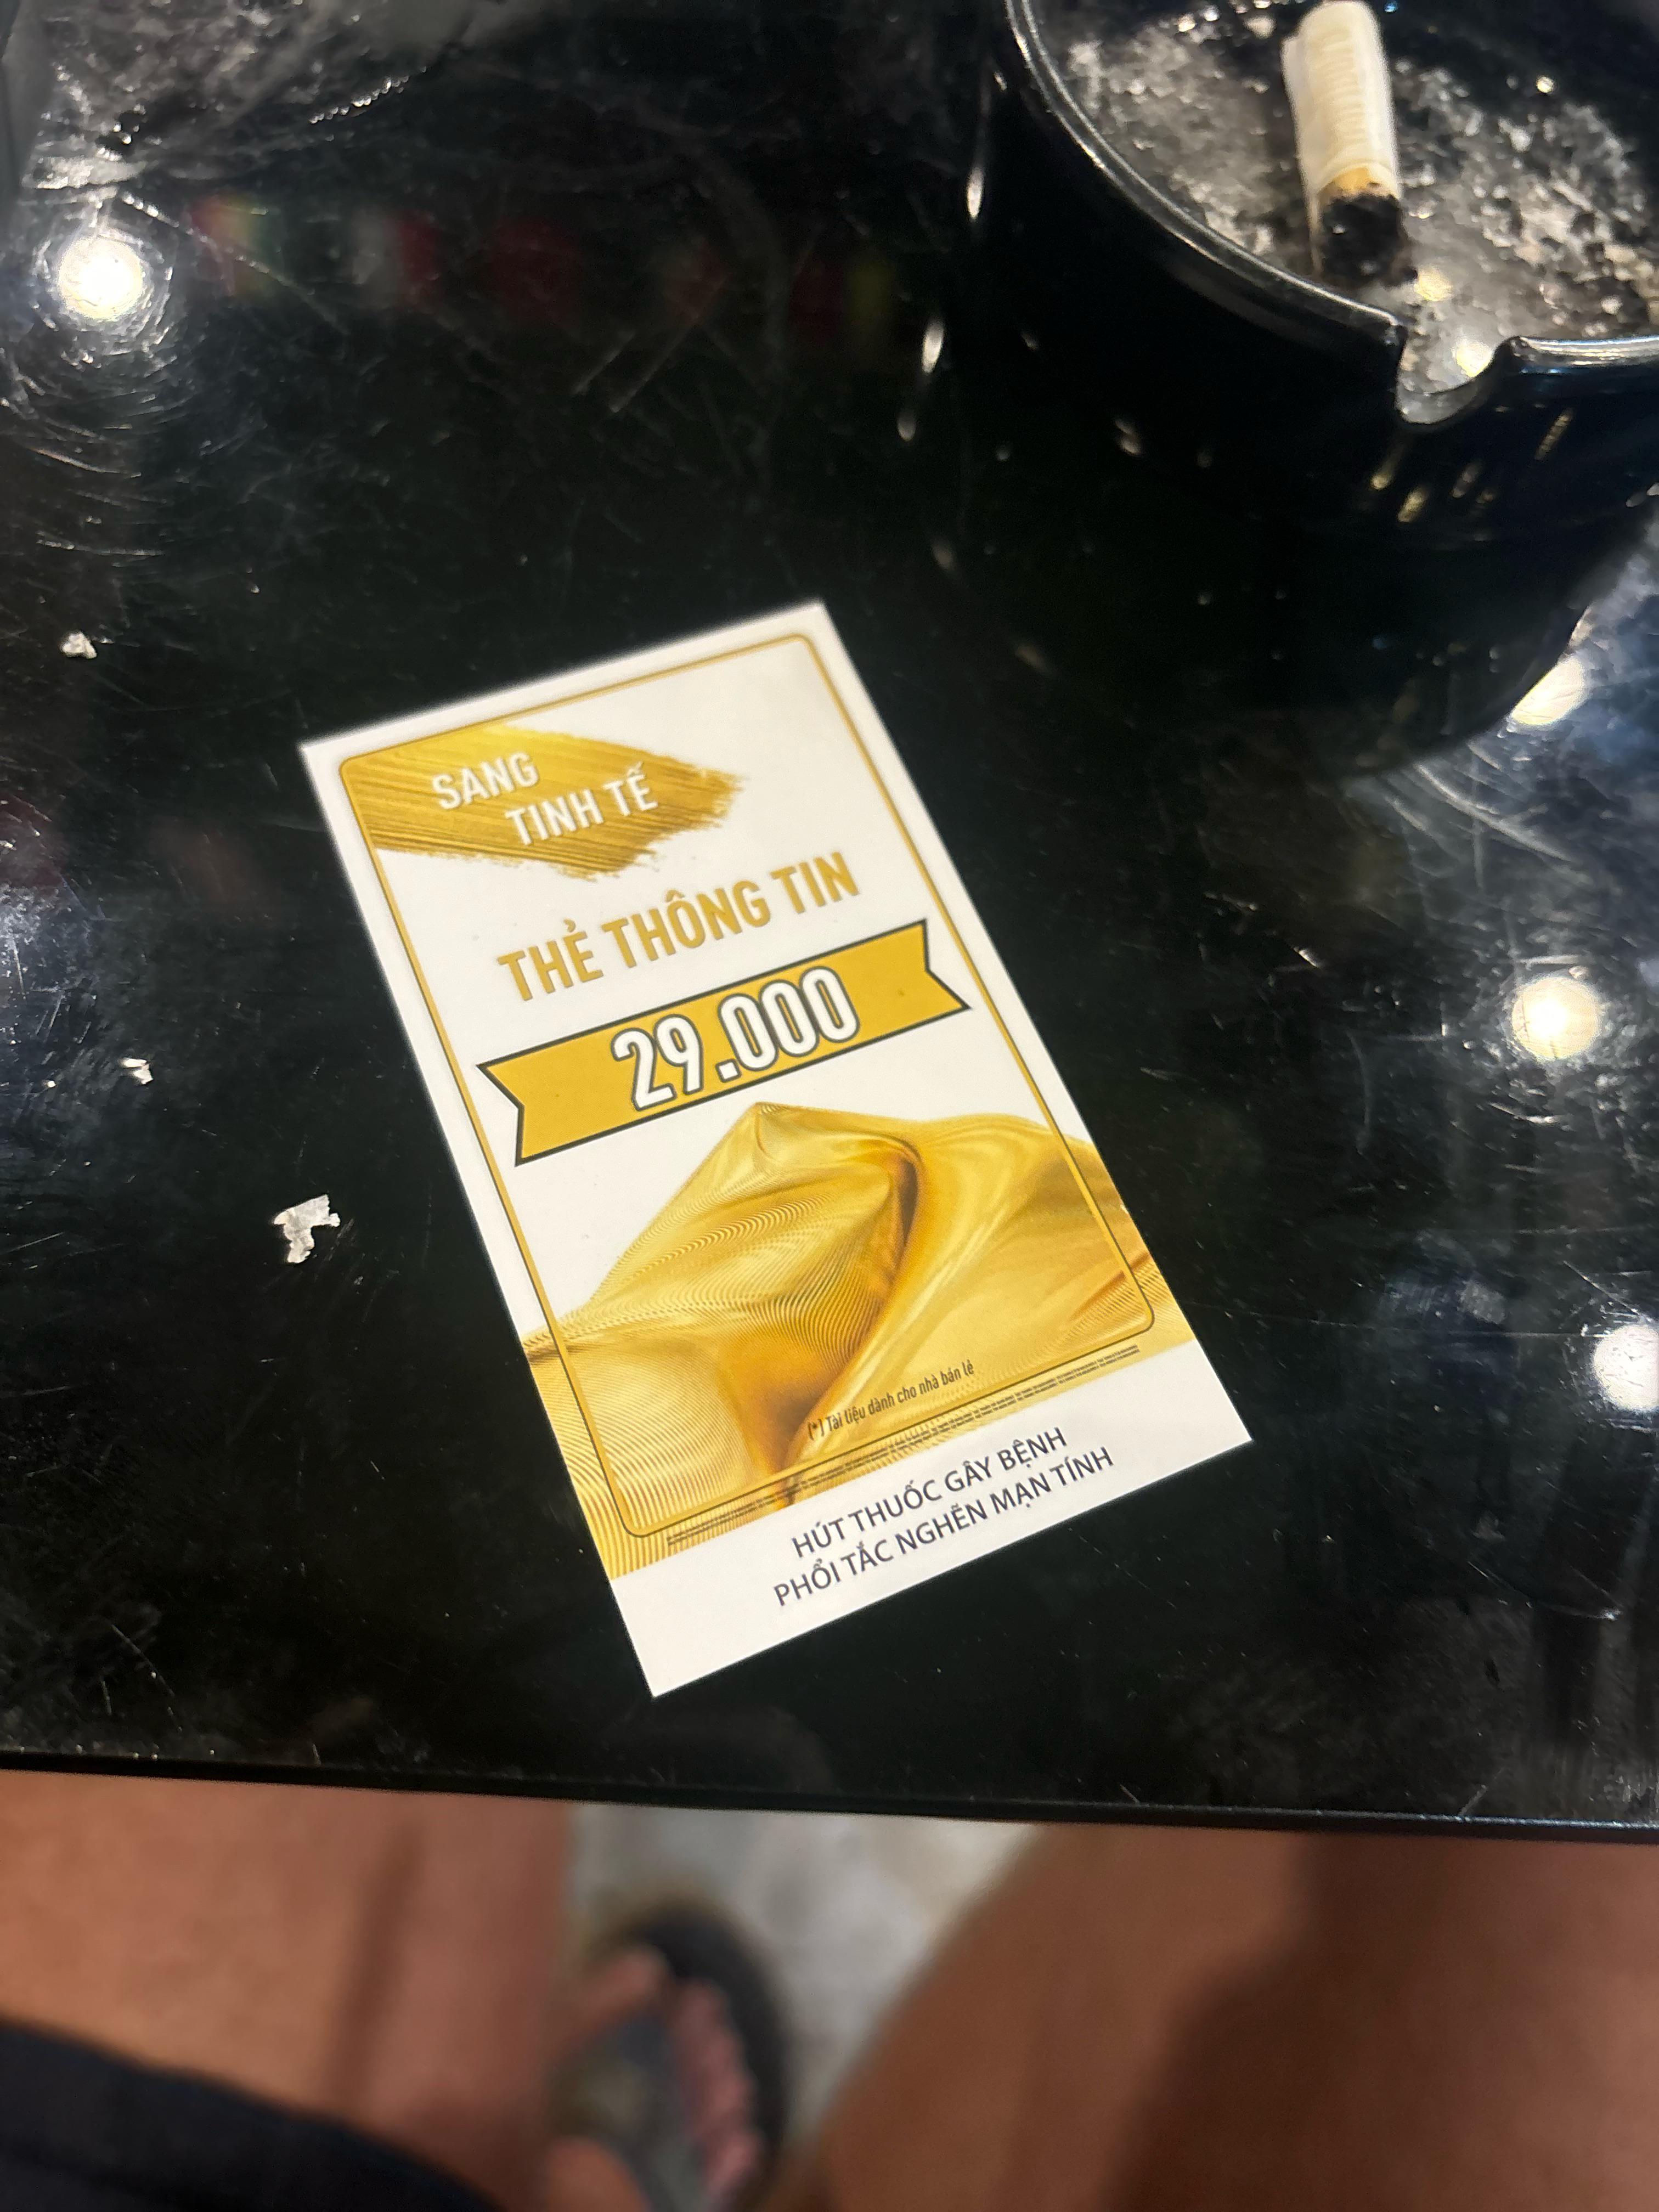 SANG
TINH TẾ
THẺ THÔNG TIN
29.000
(*) Tài liệu dành cho nhà bán lẻ
HÚT THUỐC GÂY BỆNH
PHỔI TẮC NGHẼN MẠN TÍNH